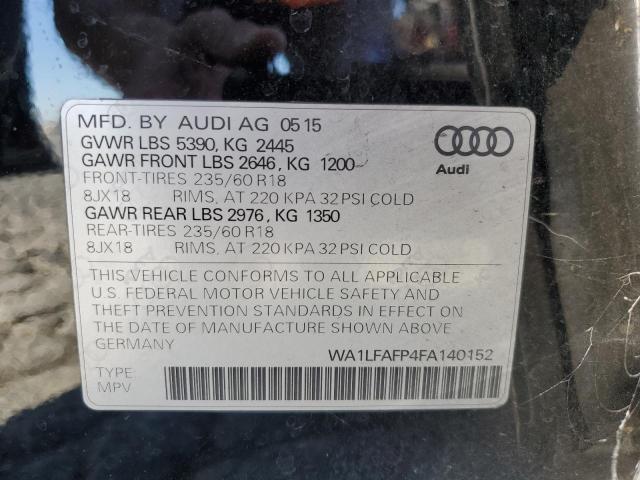 MFD. BY AUDI AG 05 15
GVWR LBS 5390, KG 2445
GAWR FRONT LBS 2646, KG 1200
FRONT-TIRES 235/60 R18
8JX18 RIMS, AT 220 KPA 32 PSI COLD
GAWR REAR LBS 2976, KG 1350
REAR-TIRES 235/60 R18
8JX18 RIMS, AT 220 KPA 32 PSI COLD
Audi
THIS VEHICLE CONFORMS TO ALL APPLICABLE
U.S. FEDERAL MOTOR VEHICLE SAFETY AND
THEFT PREVENTION STANDARDS IN EFFECT ON
THE DATE OF MANUFACTURE SHOWN ABOVE
GERMANY
WA1LFAFP4FA140152
TYPE:
MPV